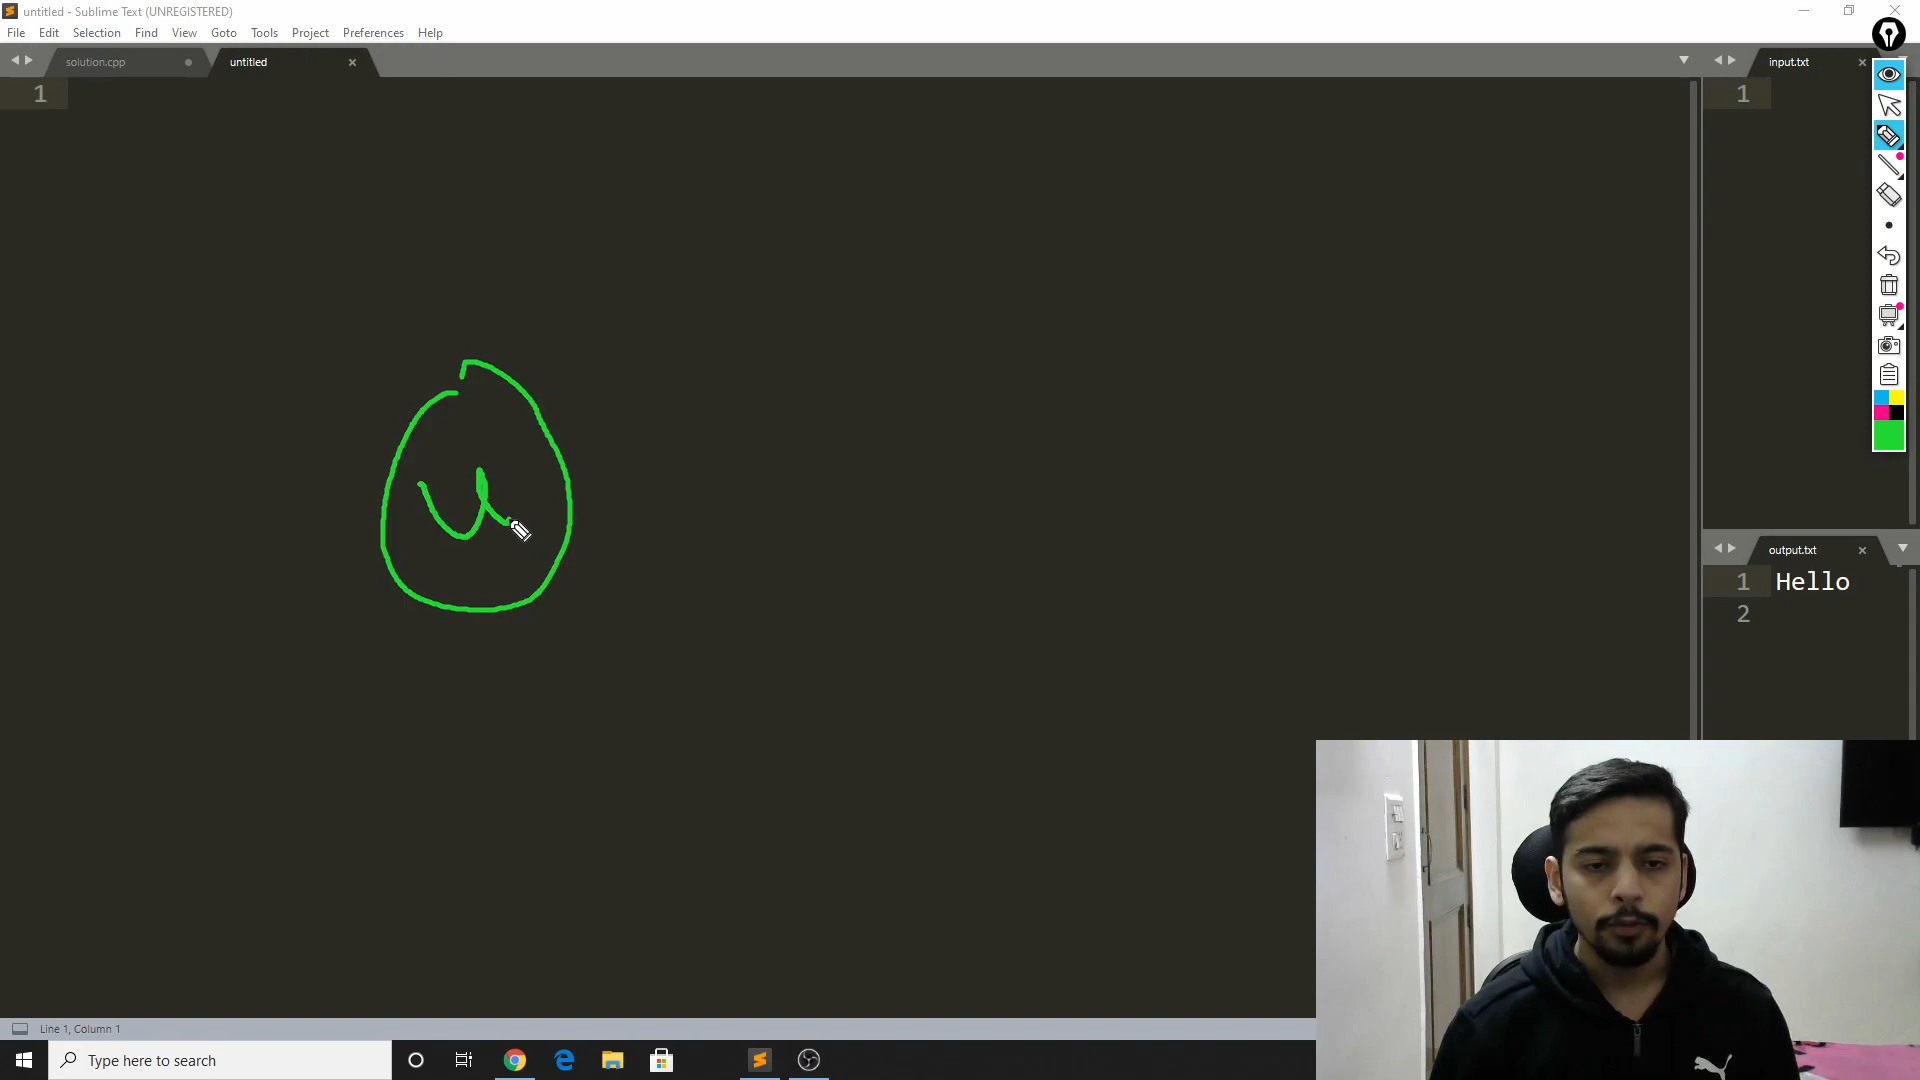 untitled - Sublime Text (UNREGISTERED)
File Edit Selection Find View Goto Tools Project Preferences Help
solution.cpp
untitled
input.txt
1
1
u
output.txt
1 Hello
2
Line 1, Column 1
Type here to search